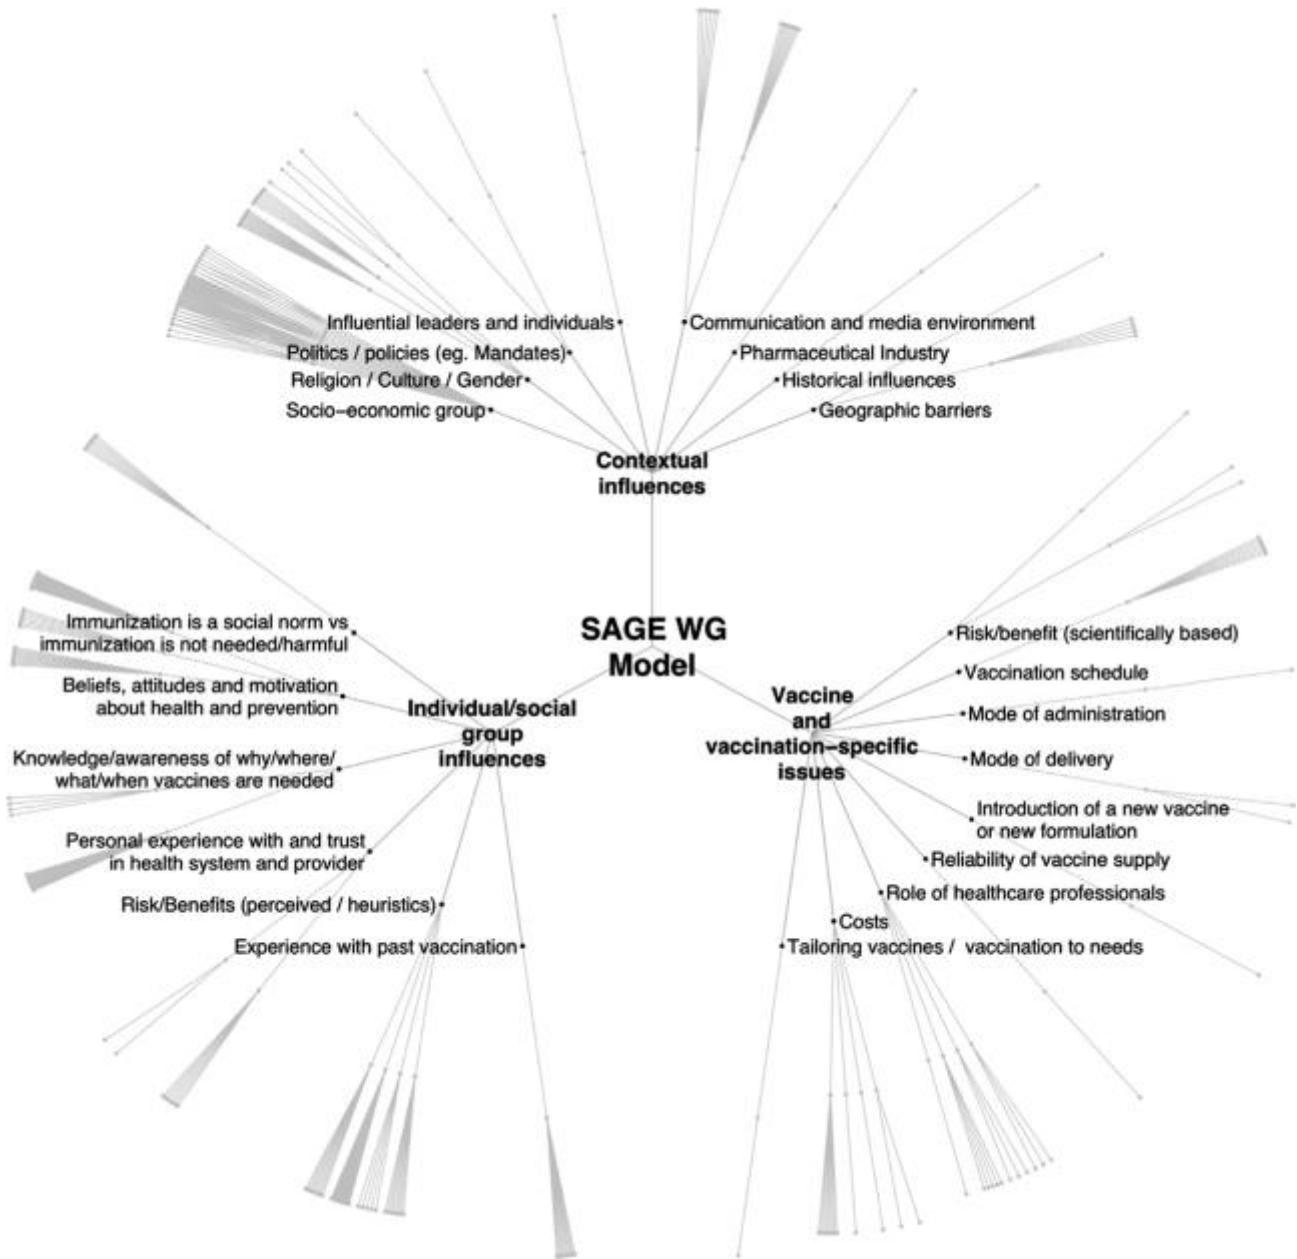 Influential leaders and individuals
Politics / policies (eg. Mandates)
Religion / Culture / Gender
Socio−economic group
Communication and media environment
Pharmaceutical Industry
Historical influences
Geographic barriers
Contextual
influences
SAGE WG
Model
Immunization is a social norm vs
immunization is not needed/harmful
Beliefs, attitudes and motivation
about health and prevention
Knowledge/awareness of why/where/
what/when vaccines are needed
Personal experience with and trust
in health system and provider
Risk/Benefits (perceived / heuristics)
Experience with past vaccination
Individual/social
group
influences
Vaccine
and
vaccination−specific
issues
Risk/benefit (scientifically based)
Vaccination schedule
Mode of administration
Mode of delivery
Introduction of a new vaccine
or new formulation
Reliability of vaccine supply
Role of healthcare professionals
Costs
Tailoring vaccines / vaccination to needs